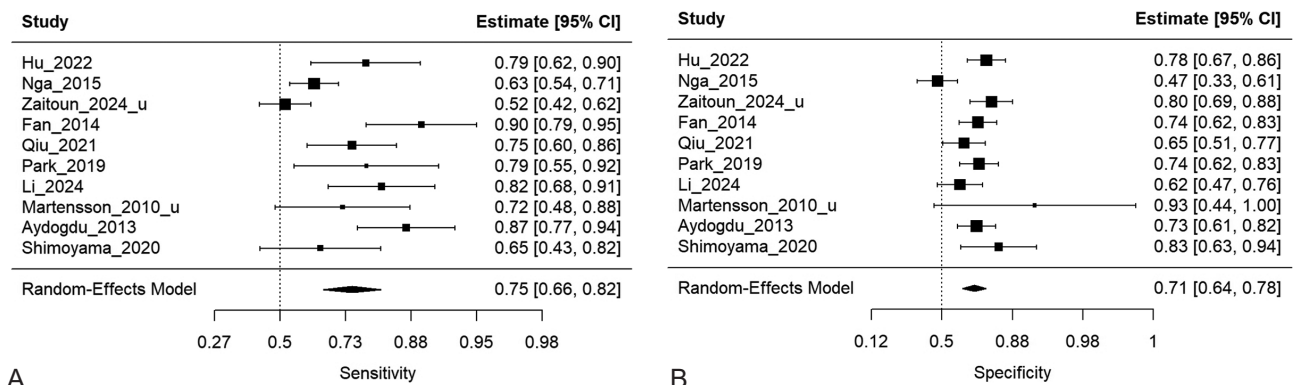 Study Estimate [95% CI]
Hu_2022 0.79 [0.62, 0.90]
Nga_2015 0.63 [0.54, 0.71]
Zaitoun_2024_u 0.52 [0.42, 0.62]
Fan_2014 0.90 [0.79, 0.95]
Qiu_2021 0.75 [0.60, 0.86]
Park_2019 0.79 [0.55, 0.92]
Li_2024 0.82 [0.68, 0.91]
Martensson_2010_u 0.72 [0.48, 0.88]
Aydogdu_2013 0.87 [0.77, 0.94]
Shimoyama_2020 0.65 [0.43, 0.82]
Random-Effects Model 0.75 [0.66, 0.82]
0.27 0.5 0.73 0.88 0.95 0.98
Sensitivity
A
Study Estimate [95% CI]
Hu_2022 0.78 [0.67, 0.86]
Nga_2015 0.47 [0.33, 0.61]
Zaitoun_2024_u 0.80 [0.69, 0.88]
Fan_2014 0.74 [0.62, 0.83]
Qiu_2021 0.65 [0.51, 0.77]
Park_2019 0.74 [0.62, 0.83]
Li_2024 0.62 [0.47, 0.76]
Martensson_2010_u 0.93 [0.44, 1.00]
Aydogdu_2013 0.73 [0.61, 0.82]
Shimoyama_2020 0.83 [0.63, 0.94]
Random-Effects Model 0.71 [0.64, 0.78]
0.12 0.5 0.88 0.98 1
Specificity
B